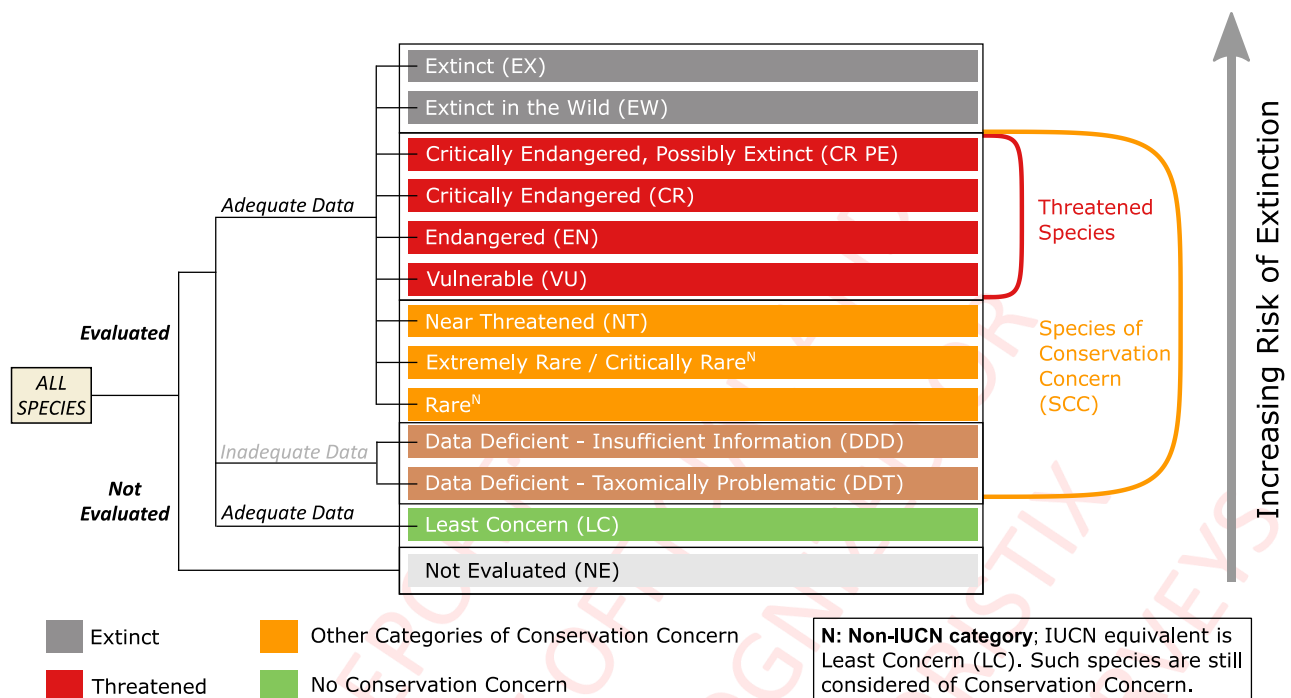 Extinct (EX)
Extinct in the Wild (EW)
Critically Endangered, Possibly Extinct (CR PE)
Critically Endangered (CR)
Endangered (EN)
Vulnerable (VU)
Near Threatened (NT)
Extremely Rare / Critically Rareᴺ
Rareᴺ
Data Deficient - Insufficient Information (DDD)
Data Deficient - Taxomically Problematic (DDT)
Least Concern (LC)
Not Evaluated (NE)
Adequate Data
Inadequate Data
Adequate Data
Evaluated
Not
Evaluated
ALL
SPECIES
Threatened
Species
Species of
Conservation
Concern
(SCC)
Increasing Risk of Extinction
Extinct
Threatened
Other Categories of Conservation Concern
No Conservation Concern
N: Non-IUCN category; IUCN equivalent is
Least Concern (LC). Such species are still
considered of Conservation Concern.